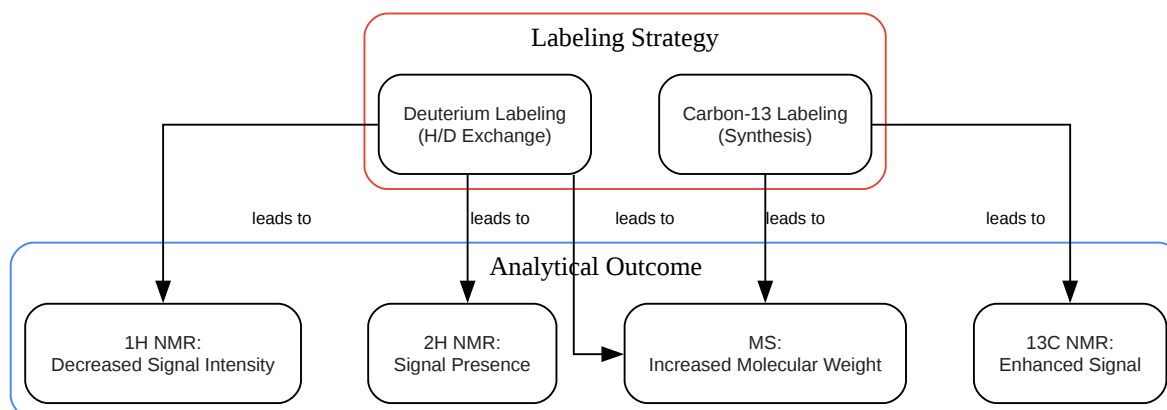 Labeling Strategy
Deuterium Labeling
(H/D Exchange)
Carbon-13 Labeling
(Synthesis)
leads to
leads to
leads to
leads to
leads to
Analytical Outcome
1H NMR:
Decreased Signal Intensity
2H NMR:
Signal Presence
MS:
Increased Molecular Weight
13C NMR:
Enhanced Signal